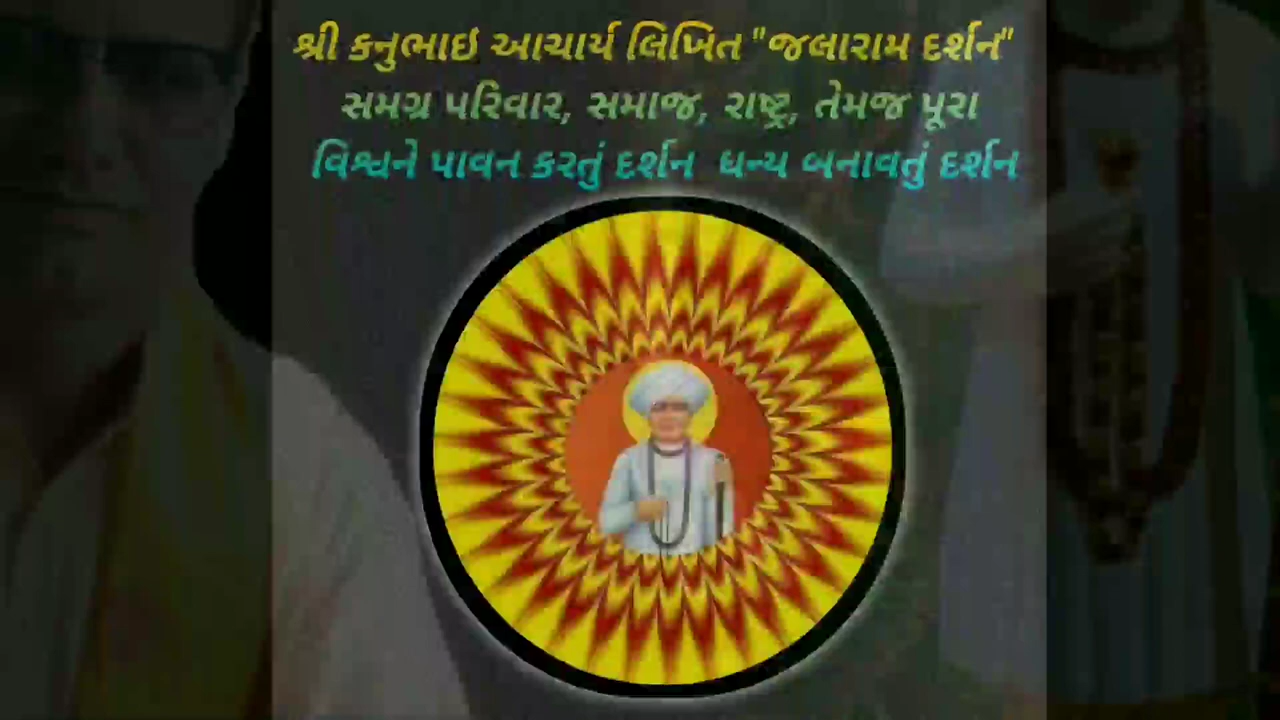 શ્રી કનુભાઇ આચાર્ય લિખિત "જલારામ દર્શન"
સમગ્ર પરિવાર, સમાજ, રાષ્ટ્ર, તેમજ પૂરા
વિશ્વને પાવન કરતું દર્શન ધન્ય બનાવતું દર્શન